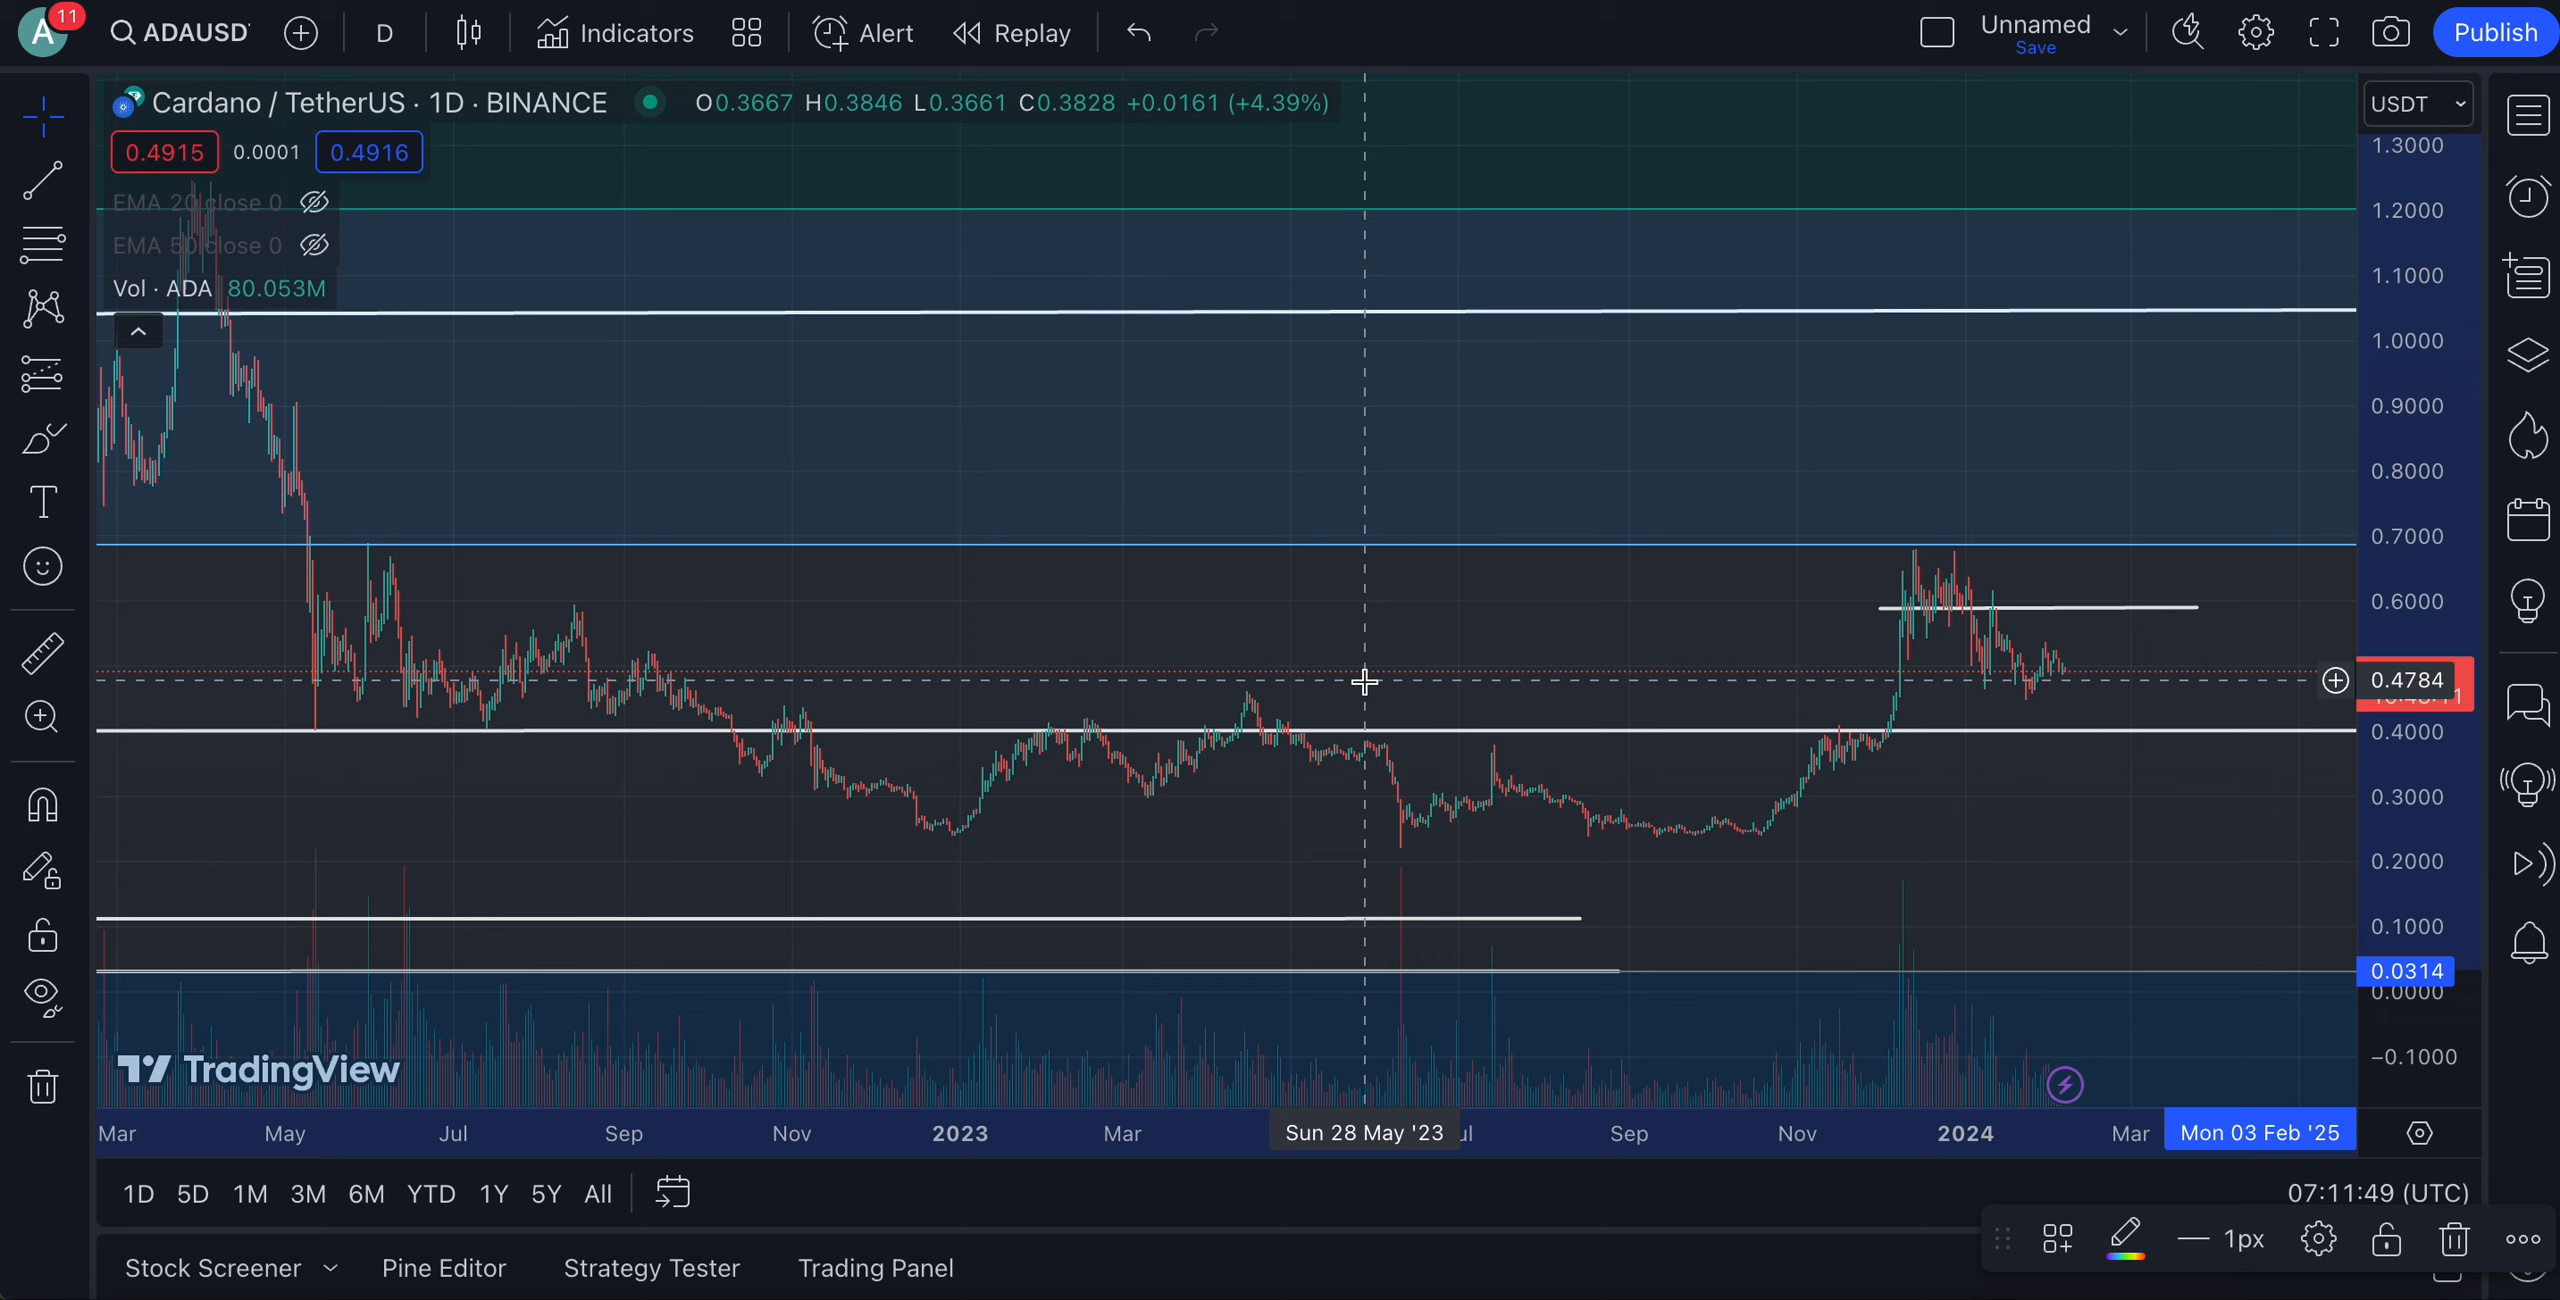 11
A ADAUSDT D Indicators Alert Replay Unnamed Publish
Save
Cardano / TetherUS · 1D · BINANCE O0.3667 H0.3846 L0.3661 C0.3828 +0.0161 (+4.39%) USDT
0.4915 0.0001 0.4916
EMA 20 close 0
EMA 50 close 0
Vol · ADA 80.053M
1.3000
1.2000
1.1000
1.0000
0.9000
0.8000
0.7000
0.6000
0.4784
0.4000
0.3000
0.2000
0.1000
0.0314
0.0000
−0.1000
TradingView
Mar May Jul Sep Nov 2023 Mar Sun 28 May '23 Sep Nov 2024 Mar Mon 03 Feb '25
1D 5D 1M 3M 6M YTD 1Y 5Y All 07:11:49 (UTC)
1px
Stock Screener Pine Editor Strategy Tester Trading Panel